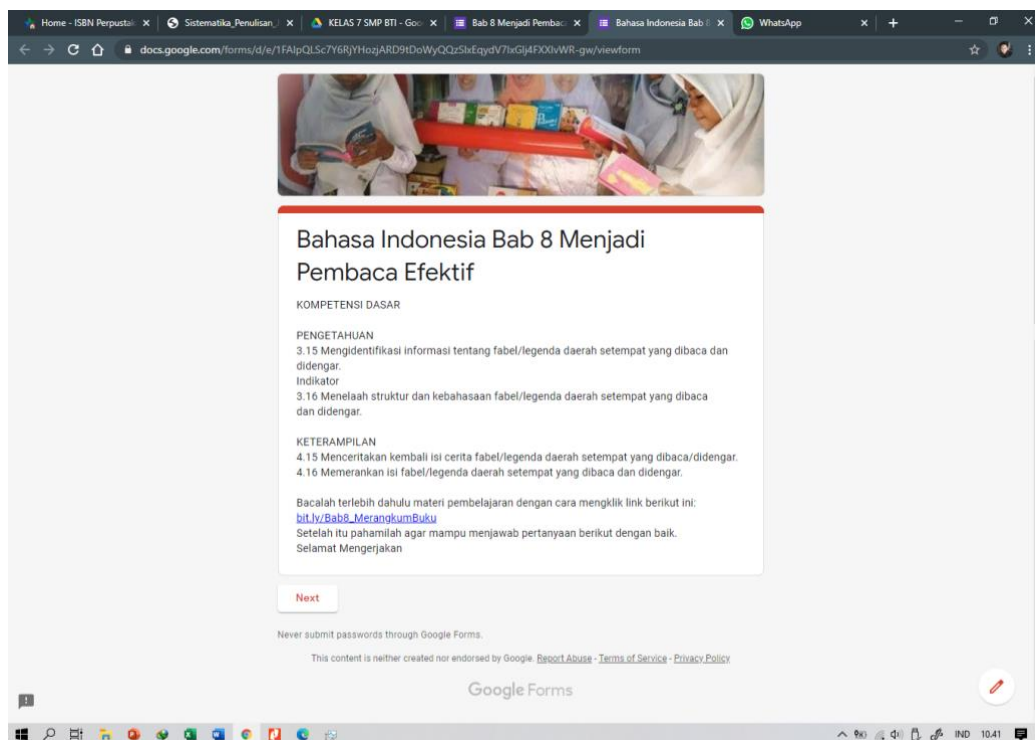 Home - ISBN Perpustak
Sistematika_Penulisan_
KELAS 7 SMP BTI - Goo
Bab 8 Menjadi Pembac
Bahasa Indonesia Bab
WhatsApp
docs.google.com/forms/d/e/1FAIpQLSc7Y6RjYHozjARD9tDoWyQQzSlxEqydV7IxGlj4FXXIvWR-gw/viewform
Bahasa Indonesia Bab 8 Menjadi
Pembaca Efektif
KOMPETENSI DASAR
PENGETAHUAN
3.15 Mengidentifikasi informasi tentang fabel/legenda daerah setempat yang dibaca dan
didengar.
Indikator
3.16 Menelaah struktur dan kebahasaan fabel/legenda daerah setempat yang dibaca
dan didengar.
KETERAMPILAN
4.15 Menceritakan kembali isi cerita fabel/legenda daerah setempat yang dibaca/didengar.
4.16 Memerankan isi fabel/legenda daerah setempat yang dibaca dan didengar.
Bacalah terlebih dahulu materi pembelajaran dengan cara mengklik link berikut ini:
bit.ly/Bab8_MerangkumBuku
Setelah itu pahamilah agar mampu menjawab pertanyaan berikut dengan baik.
Selamat Mengerjakan
Next
Never submit passwords through Google Forms.
This content is neither created nor endorsed by Google. Report Abuse - Terms of Service - Privacy Policy
Google Forms
IND 10.41